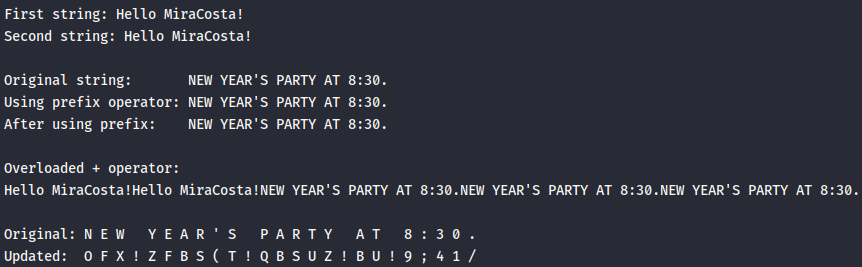 First string: Hello MiraCosta!
Second string: Hello MiraCosta!
Original string:       NEW YEAR'S PARTY AT 8:30.
Using prefix operator: NEW YEAR'S PARTY AT 8:30.
After using prefix:    NEW YEAR'S PARTY AT 8:30.
Overloaded + operator:
Hello MiraCosta!Hello MiraCosta!NEW YEAR'S PARTY AT 8:30.NEW YEAR'S PARTY AT 8:30.NEW YEAR'S PARTY AT 8:30.
Original: N E W   Y E A R ' S   P A R T Y   A T   8 : 3 0 .
Updated:  O F X ! Z F B S ( T ! Q B S U Z ! B U ! 9 ; 4 1 /